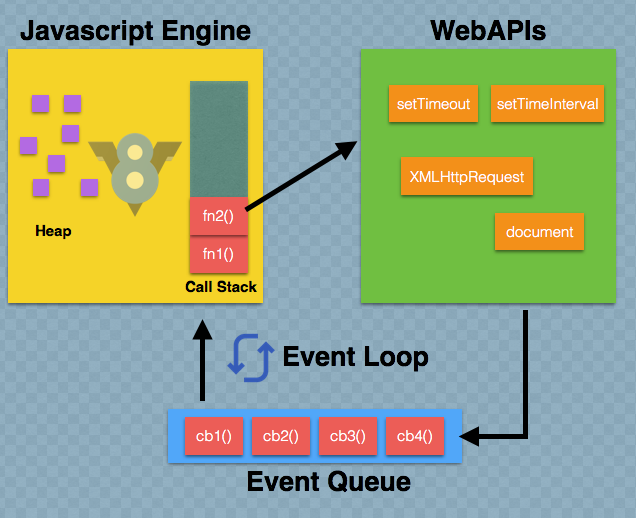 Javascript Engine
WebAPIs
setTimeout
setTimeInterval
XMLHttpRequest
document
fn2()
fn1()
Heap
Call Stack
Event Loop
cb1()
cb2()
cb3()
cb4()
Event Queue